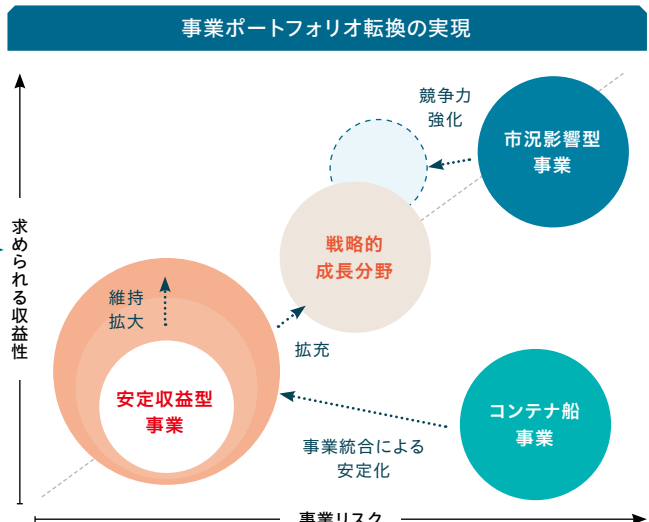 事業ポートフォリオ転換の実現
競争力
強化
市況影響型
事業
戦略的
成長分野
求められる収益性
維持
拡大
拡充
安定収益型
事業
コンテナ船
事業
事業統合による
安定化
事業リスク